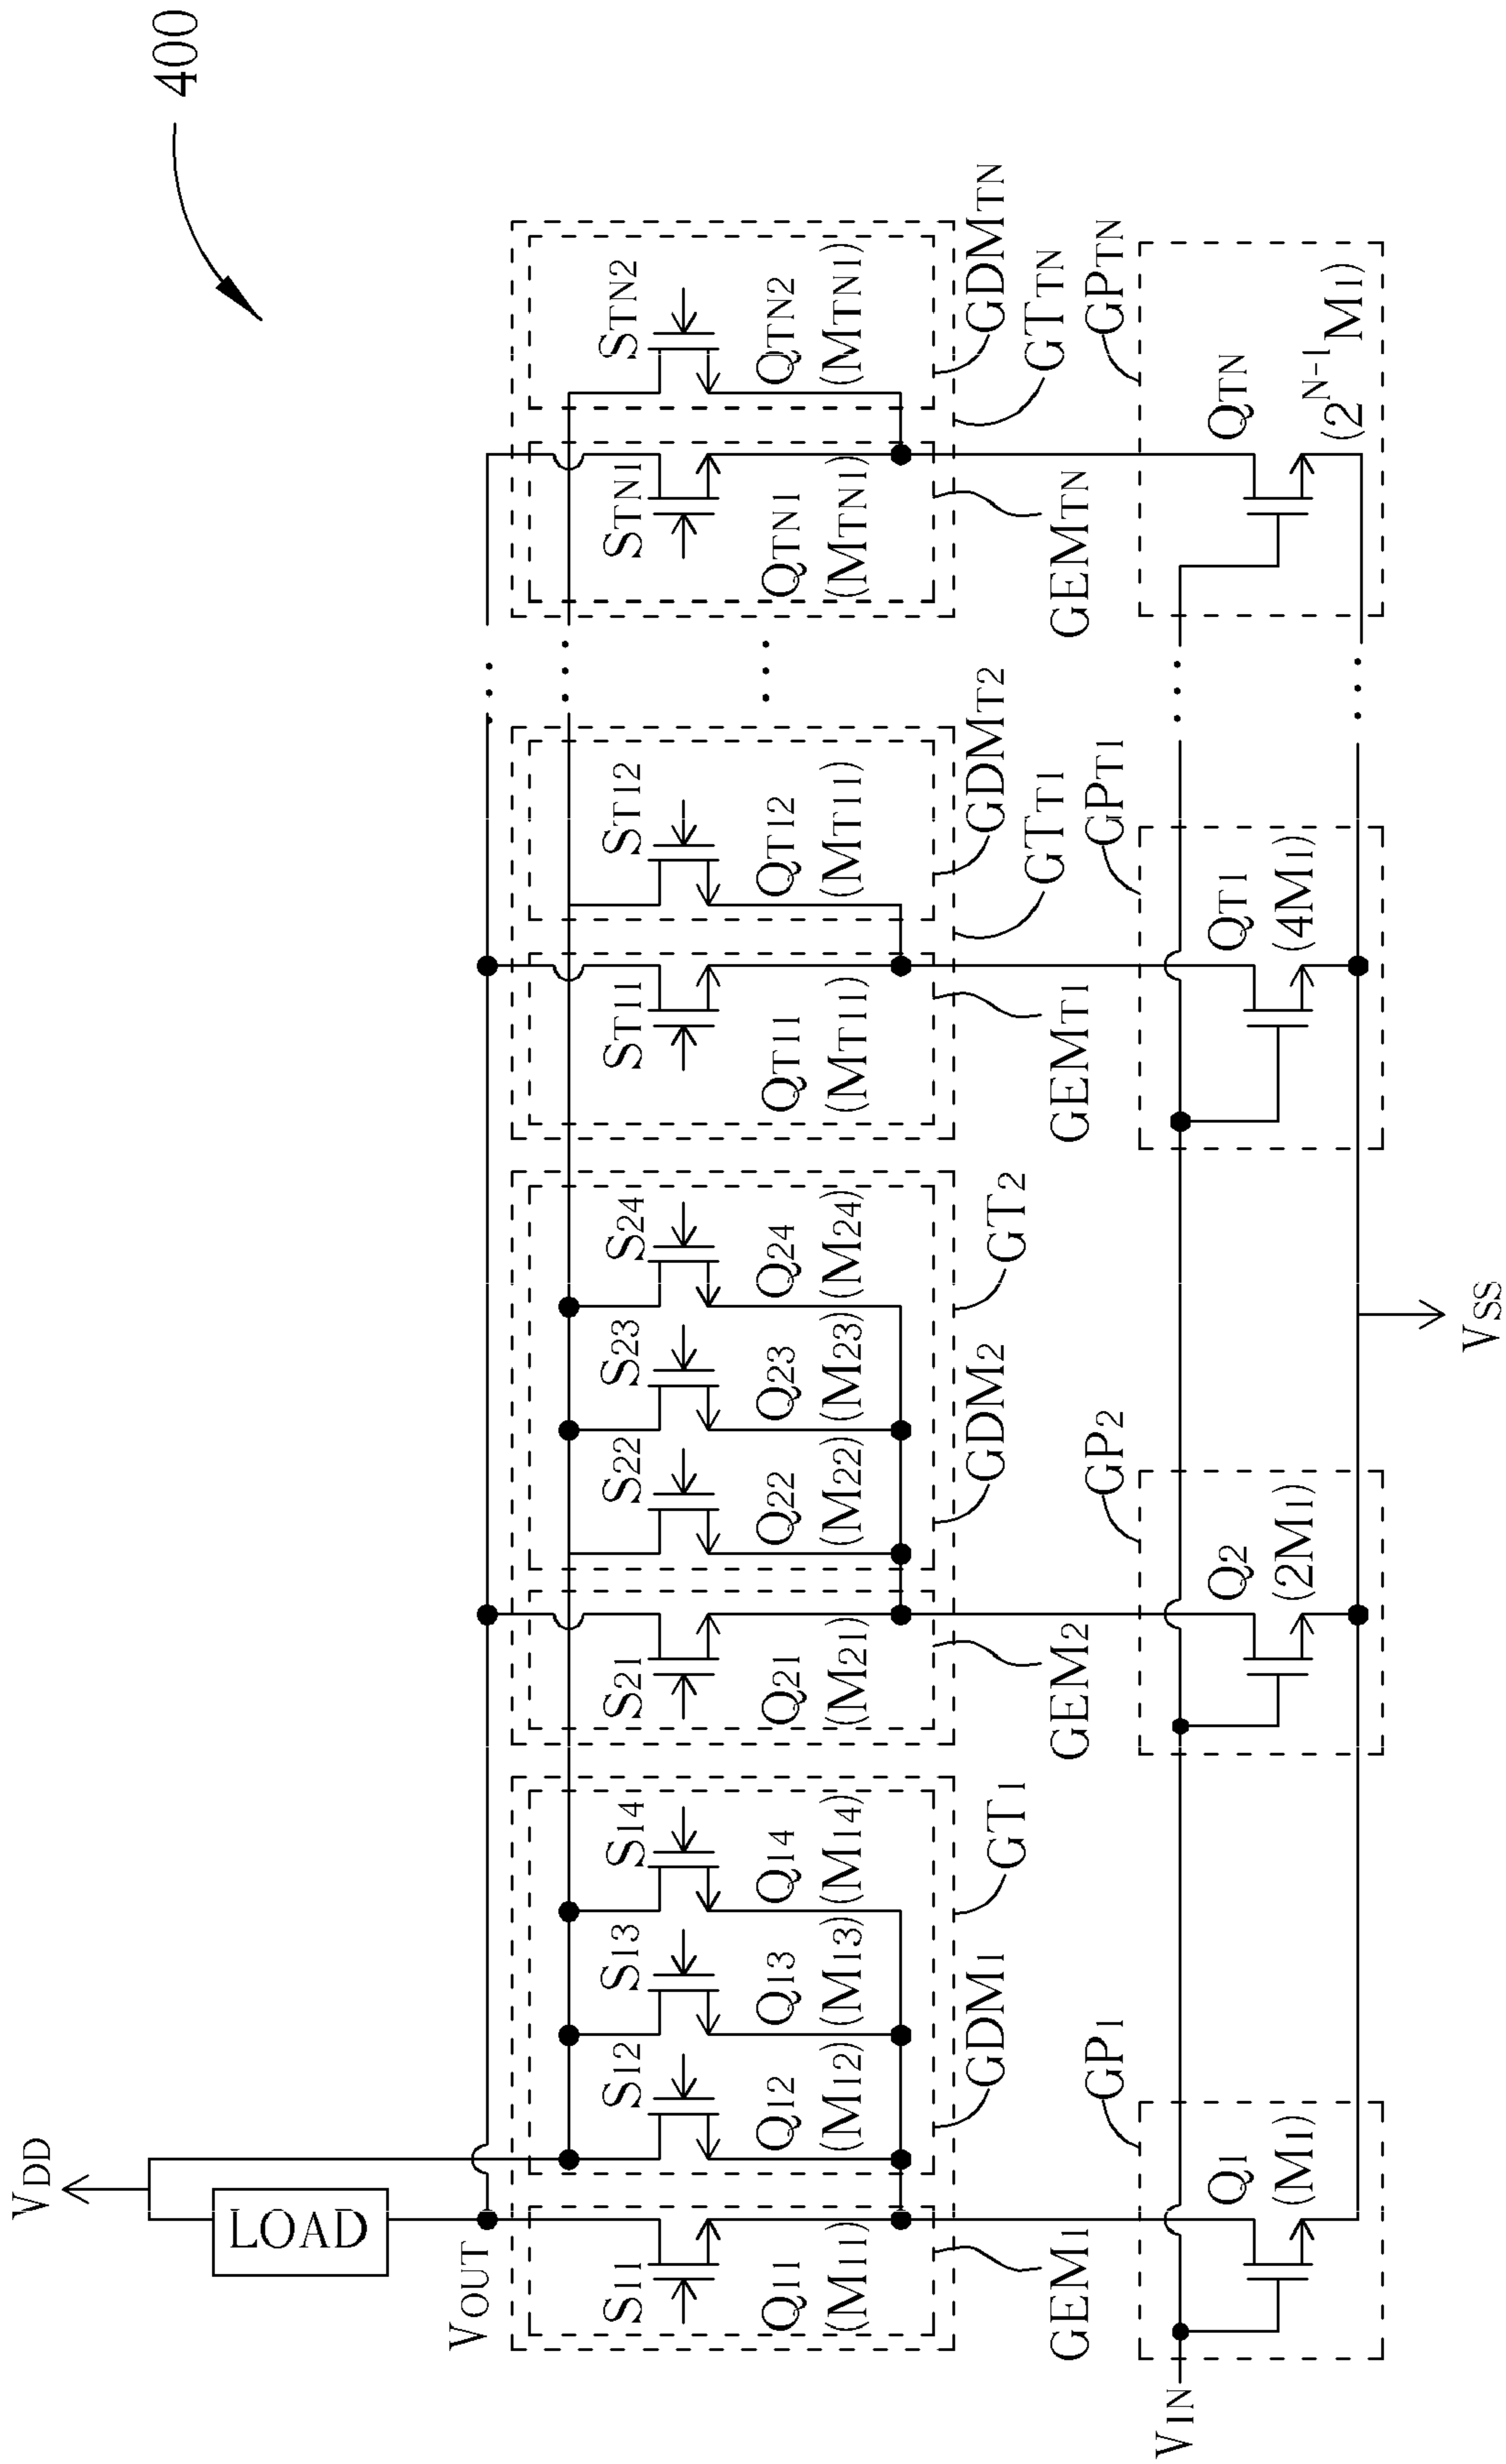 400
VDD
LOAD
VOUT
S11
S12
S13
S14
S21
S22
S23
S24
ST11
ST12
STN1
STN2
Q11
Q12
Q13
Q14
Q21
Q22
Q23
Q24
QT11
QT12
QTN1
QTN2
(M11)
(M12)
(M13)
(M14)
(M21)
(M22)
(M23)
(M24)
(MT11)
(MT11)
(MTN1)
(MTN1)
GDM1
GT1
GDM2
GT2
GDMT2
GTT1
GDMTN
GTTN
GEM1
GEM2
GEMT1
GEMTN
GP1
GP2
GPT1
GPTN
VIN
Q1
Q2
QT1
QTN
(M1)
(2M1)
(4M1)
(2^N-1 M1)
VSS